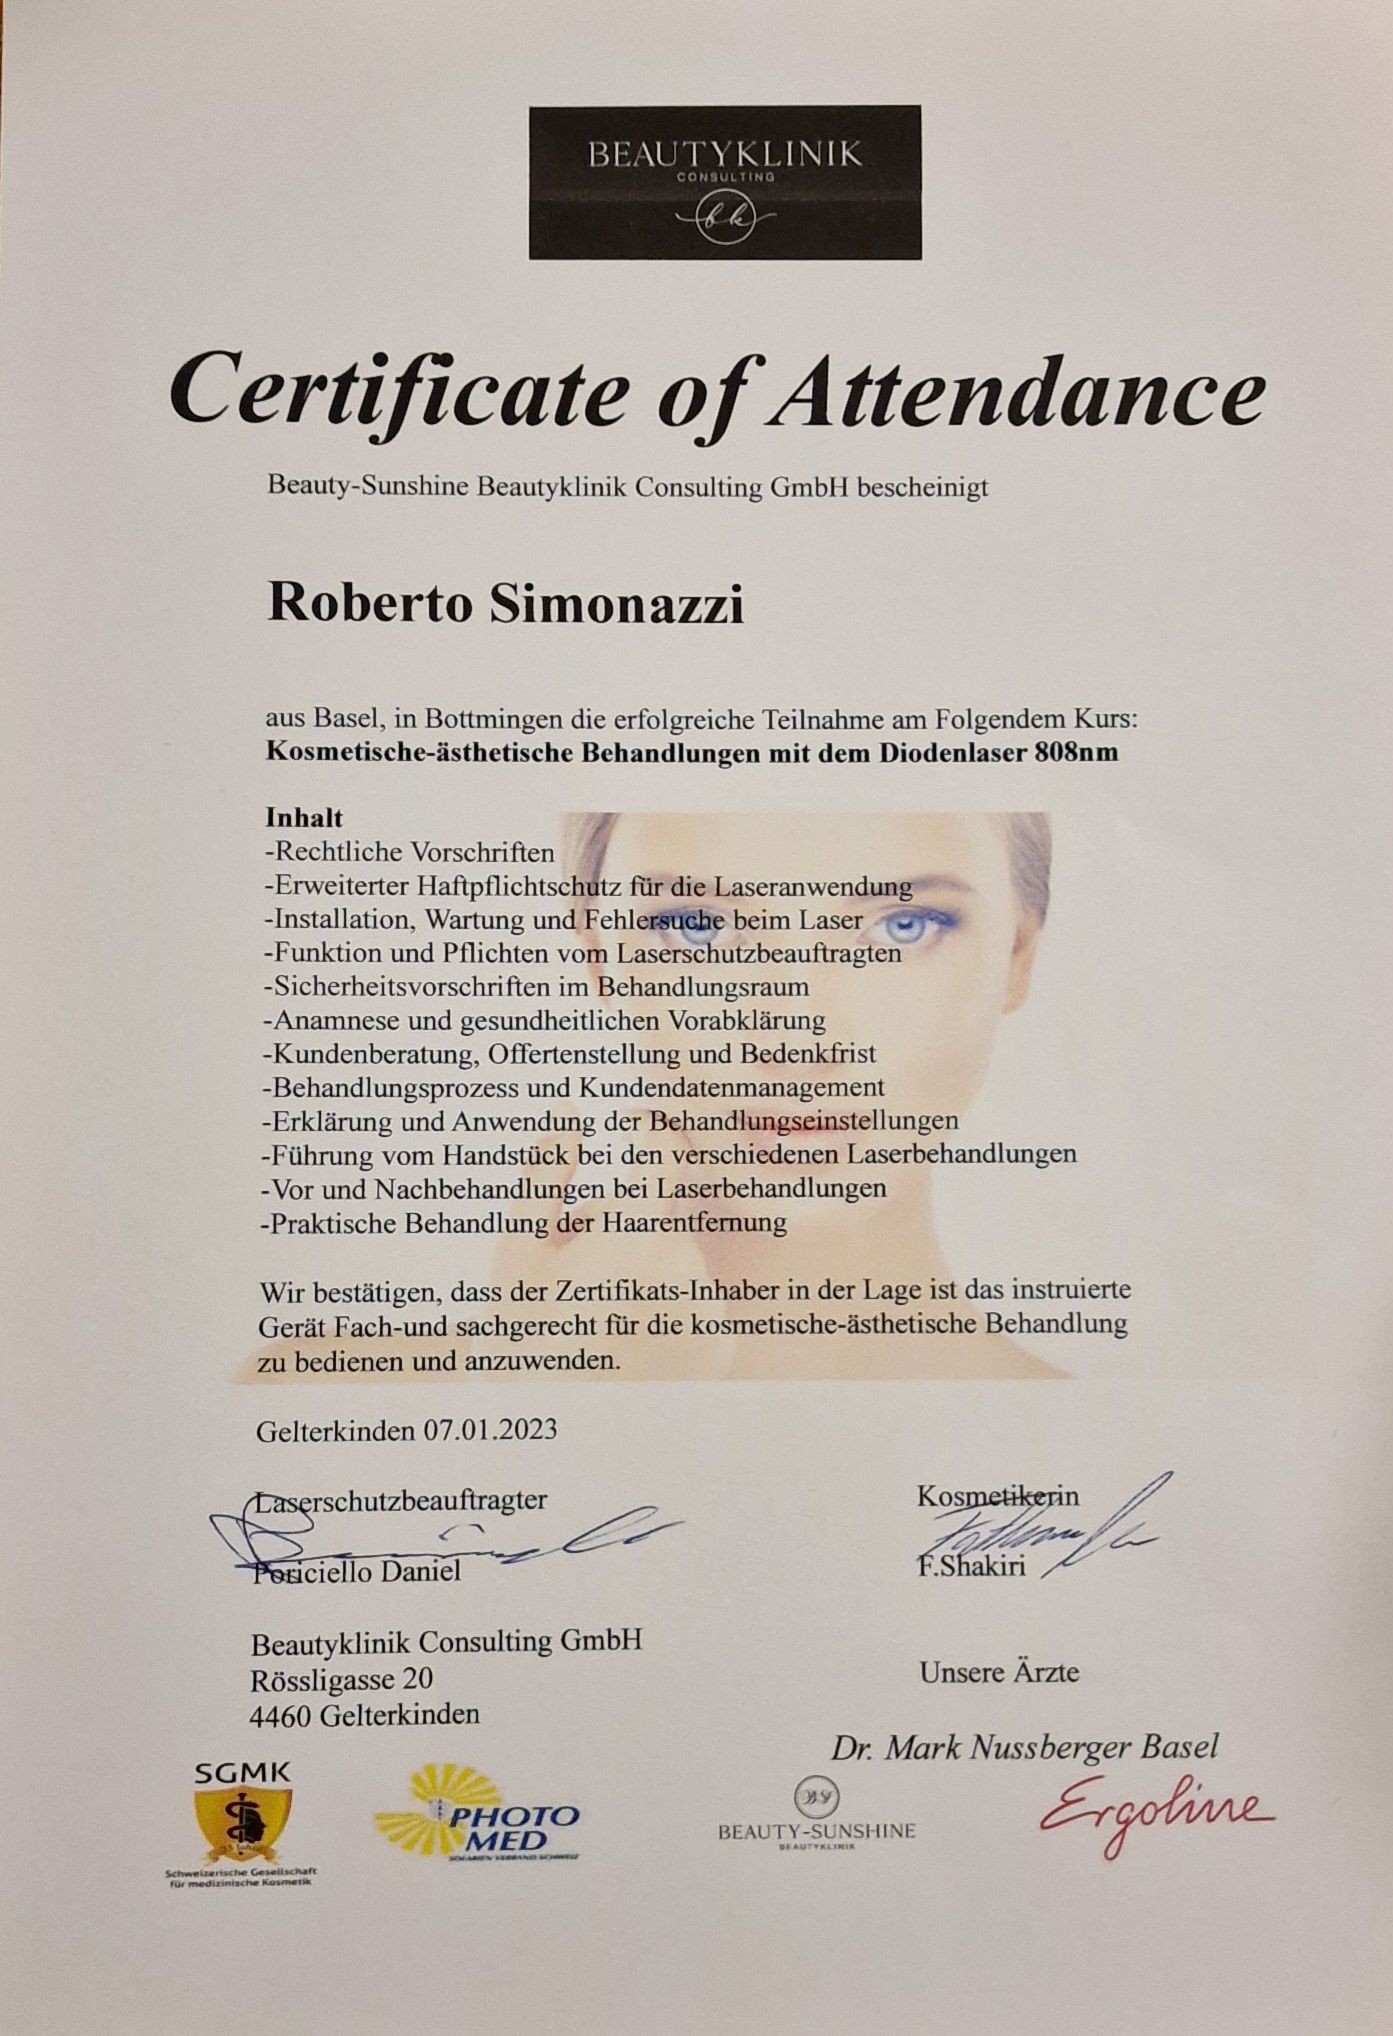 BEAUTYKLINIK
CONSULTING
bk
Certificate of Attendance
Beauty-Sunshine Beautyklinik Consulting GmbH bescheinigt
Roberto Simonazzi
aus Basel, in Bottmingen die erfolgreiche Teilnahme am Folgendem Kurs:
Kosmetische-ästhetische Behandlungen mit dem Diodenlaser 808nm
Inhalt
-Rechtliche Vorschriften
-Erweiterter Haftpflichtschutz für die Laseranwendung
-Installation, Wartung und Fehlersuche beim Laser
-Funktion und Pflichten vom Laserschutzbeauftragten
-Sicherheitsvorschriften im Behandlungsraum
-Anamnese und gesundheitlichen Vorabklärung
-Kundenberatung, Offertenstellung und Bedenkfrist
-Behandlungsprozess und Kundendatenmanagement
-Erklärung und Anwendung der Behandlungseinstellungen
-Führung vom Handstück bei den verschiedenen Laserbehandlungen
-Vor und Nachbehandlungen bei Laserbehandlungen
-Praktische Behandlung der Haarentfernung
Wir bestätigen, dass der Zertifikats-Inhaber in der Lage ist das instruierte
Gerät Fach-und sachgerecht für die kosmetische-ästhetische Behandlung
zu bedienen und anzuwenden.
Gelterkinden 07.01.2023
Laserschutzbeauftragter
Poriciello Daniel
Kosmetikerin
F.Shakiri
Beautyklinik Consulting GmbH
Rössligasse 20
4460 Gelterkinden
Unsere Ärzte
Dr. Mark Nussberger Basel
SGMK
Schweizerische Gesellschaft
für medizinische Kosmetik
PHOTO
MED
SOLARIEN VERBAND SCHWEIZ
BS
BEAUTY-SUNSHINE
BEAUTYKLINIK
Ergoline